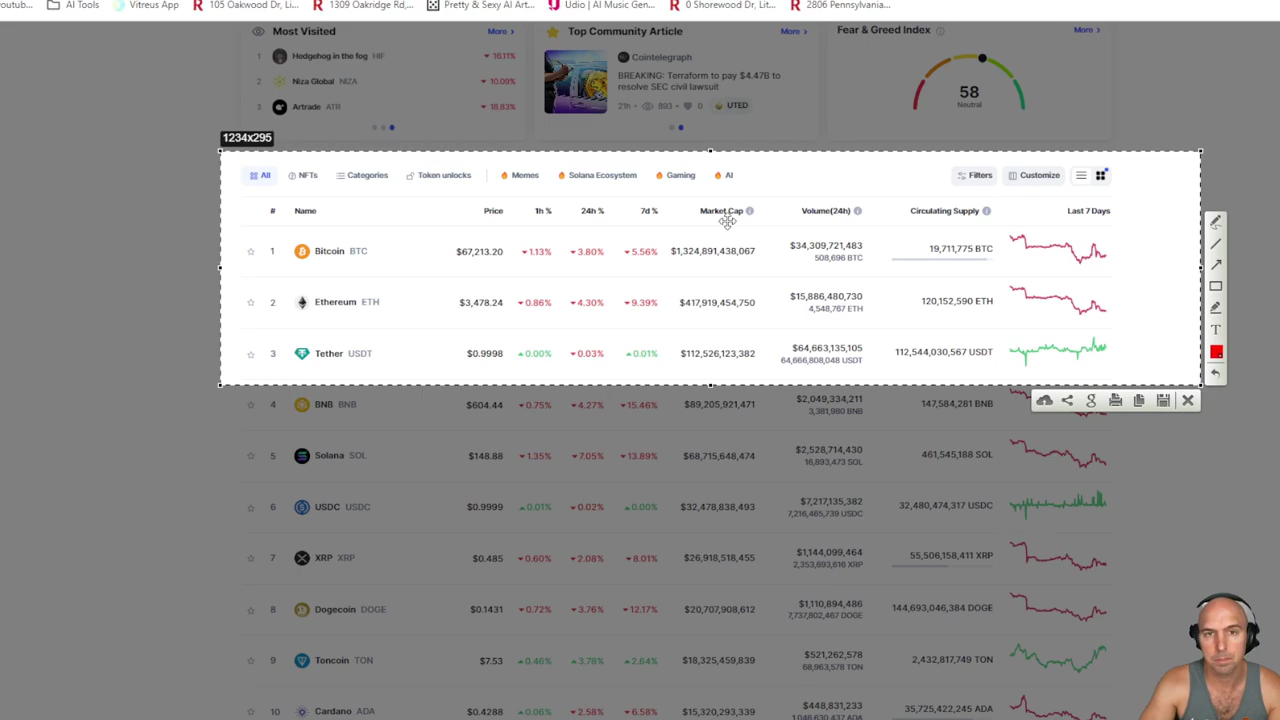 youtub... AI Tools Vitreus App 105 Oakwood Dr, Li... 1309 Oakridge Rd,... Pretty & Sexy AI Art... Udio | AI Music Gen... 0 Shorewood Dr, Lit... 2806 Pennsylvania...
Most Visited More >
1 Hedgehog in the fog HIF 16.11%
2 Niza Global NIZA 10.09%
3 Artrade ATR 18.83%
Top Community Article More >
Cointelegraph
BREAKING: Terraform to pay $4.47B to
resolve SEC civil lawsuit
21h • 893 • 0 UTED
Fear & Greed Index More >
58
Neutral
1234x295
All NFTs Categories Token unlocks Memes Solana Ecosystem Gaming AI Filters Customize
# Name Price 1h % 24h % 7d % Market Cap Volume(24h) Circulating Supply Last 7 Days
1 Bitcoin BTC $67,213.20 1.13% 3.80% 5.56% $1,324,891,438,067 $34,309,721,483 19,711,775 BTC
508,696 BTC
2 Ethereum ETH $3,478.24 0.86% 4.30% 9.39% $417,919,454,750 $15,886,480,730 120,152,590 ETH
4,548,767 ETH
3 Tether USDT $0.9998 0.00% 0.03% 0.01% $112,526,123,382 $64,663,135,105 112,544,030,567 USDT
64,666,808,048 USDT
4 BNB BNB $604.44 0.75% 4.27% 15.46% $89,205,921,471 $2,049,334,211 147,584,281 BNB
3,381,980 BNB
5 Solana SOL $148.88 1.35% 7.05% 13.89% $68,715,648,474 $2,528,714,430 461,545,188 SOL
16,893,473 SOL
6 USDC USDC $0.9999 0.01% 0.02% 0.00% $32,478,838,493 $7,217,135,382 32,480,474,317 USDC
7,216,465,739 USDC
7 XRP XRP $0.485 0.60% 2.08% 8.01% $26,918,518,455 $1,144,099,464 55,506,158,411 XRP
2,353,693,616 XRP
8 Dogecoin DOGE $0.1431 0.72% 3.76% 12.17% $20,707,908,612 $1,110,894,486 144,693,046,384 DOGE
7,737,802,467 DOGE
9 Toncoin TON $7.53 0.46% 3.78% 2.64% $18,325,459,839 $521,262,578 2,432,817,749 TON
68,963,578 TON
10 Cardano ADA $0.4288 0.06% 2.58% 6.58% $15,320,293,339 $448,831,233 35,725,422,245 ADA
1,046,630,432 ADA